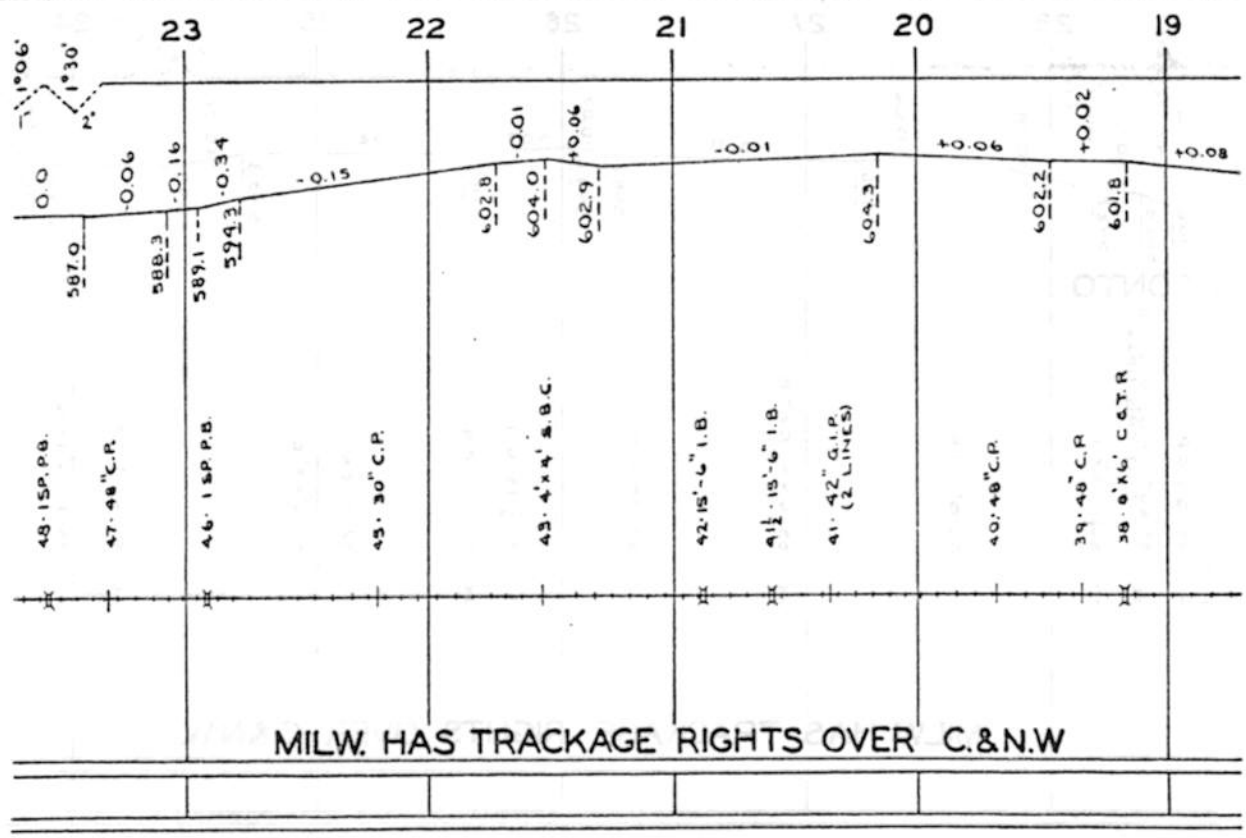 23 22 21 20 19
1°06'
1°30'
2°
0.0
-0.06
-0.16
-0.34
-0.15
-0.01
+0.06
-0.01
+0.06
+0.02
+0.08
587.0
588.3
589.1
594.3
602.8
604.0
602.9
604.3
602.2
601.8
48-1 SP. P.B.
47-48" C.P.
46-1 SP. P.B.
45-30" C.P.
43-4'x4' S.B.C.
42-15'-6" I.B.
41½-15'-6" I.B.
41-42" G.I.P.
(2 LINES)
40-48" C.P.
39-48" C.P.
MILW. HAS TRACKAGE RIGHTS OVER C.&N.W